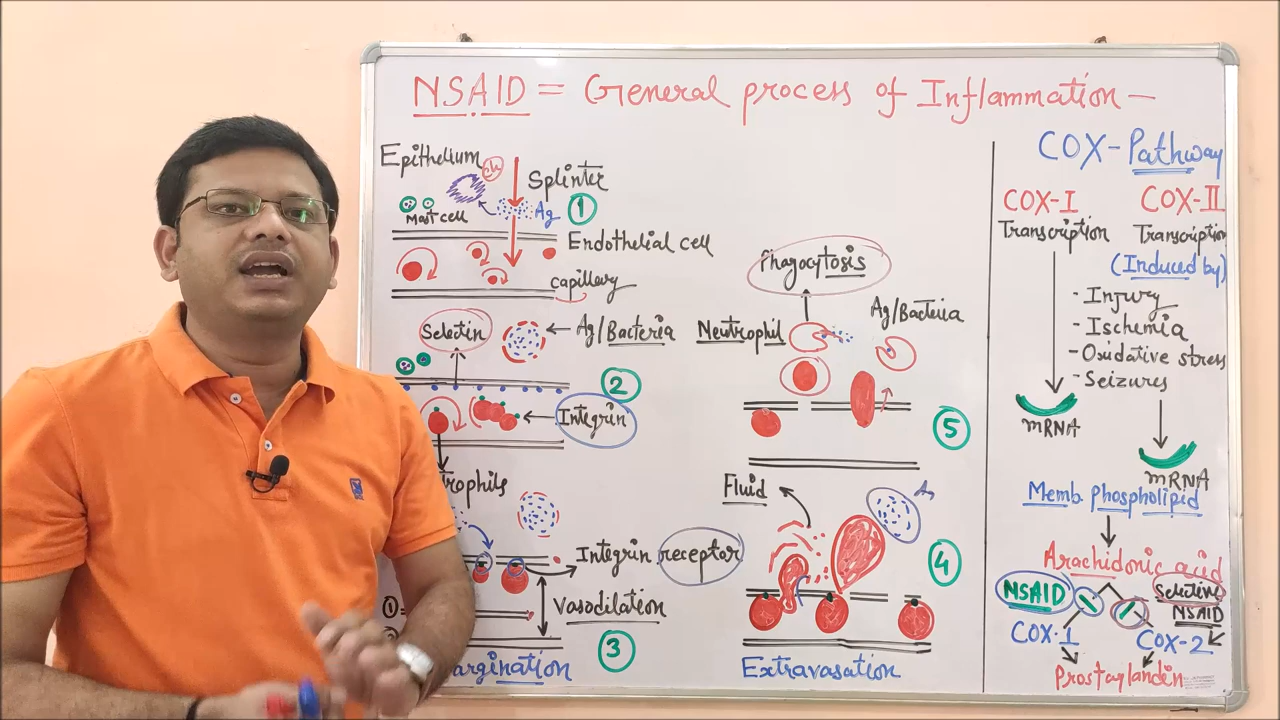 NSAID = General process of Inflammation -
Epithelium
Splinter
Ag
1
Mast cell
Endothelial cell
capillary
Selectin
Ag/Bacteria
2
Integrin
trophils
Integrin receptor
Vasodilation
①=
3
argination
Phagocytosis
Neutrophil
Ag/Bacteria
5
Fluid
4
Extravasation
COX-Pathway
COX-I
Transcription
COX-II
Transcription
(Induced by)
- Injury
- Ischemia
- Oxidative stress
- Seizures
mRNA
mRNA
Memb. Phospholipid
Arachidonic acid
NSAID
Selective
NSAID
COX-1
COX-2
Prostaglandin